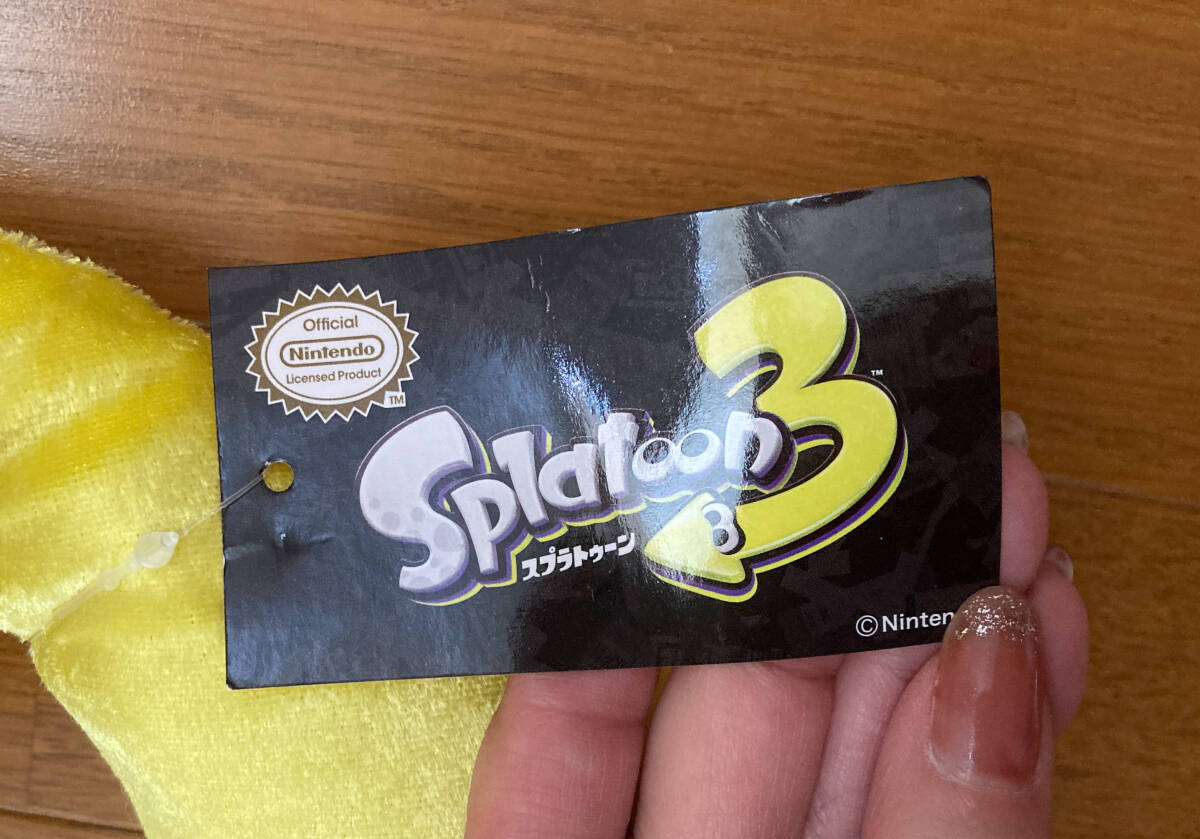 Official
Nintendo
Licensed Product
TM
Splatoon 3
TM
スプラトゥーン
©Ninten